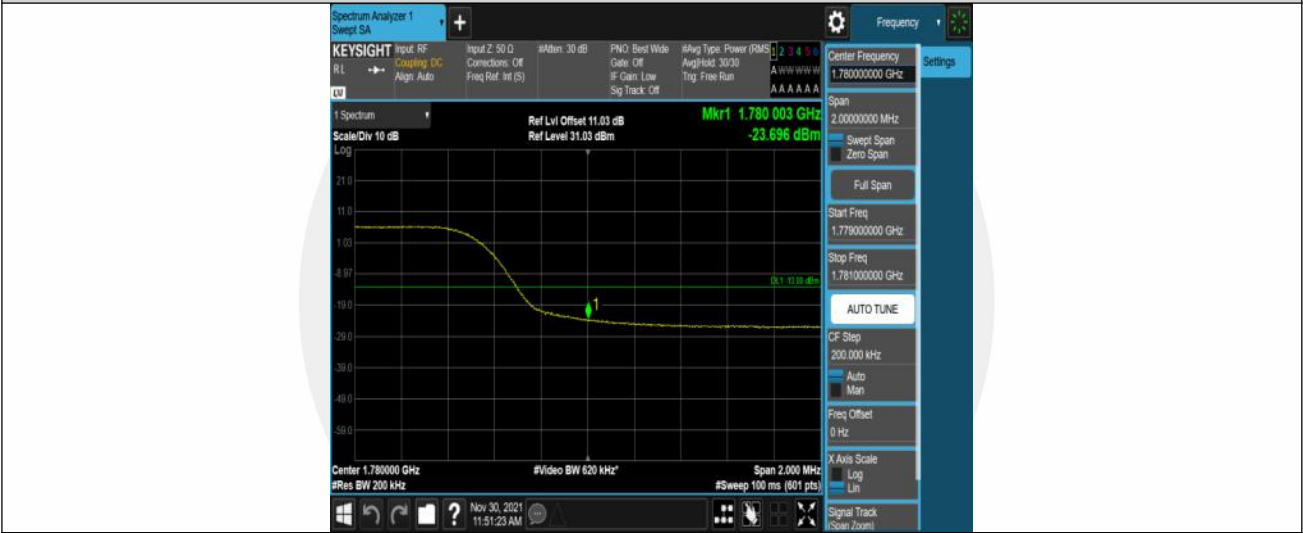 Spectrum Analyzer 1
Swept SA
+
Frequency
KEYSIGHT
Input: RF
Coupling: DC
Align: Auto
Input Z: 50 Ω
Corrections: Off
Freq Ref: Int (S)
#Atten: 30 dB
PNO: Best Wide
Gate: Off
IF Gain: Low
Sig Track: Off
#Avg Type: Power (RMS
Avg|Hold: 30/30
Trig: Free Run
1 2 3 4 5 6
A W W W W W
A A A A A A
R L
Center Frequency
1.780000000 GHz
Settings
Span
2.00000000 MHz
Swept Span
Zero Span
Full Span
Start Freq
1.779000000 GHz
Stop Freq
1.781000000 GHz
AUTO TUNE
CF Step
200.000 kHz
Auto
Man
Freq Offset
0 Hz
X Axis Scale
Log
Lin
Signal Track
(Span Zoom)
1 Spectrum
Scale/Div 10 dB
Log
Ref Lvl Offset 11.03 dB
Ref Level 31.03 dBm
Mkr1 1.780 003 GHz
-23.696 dBm
21.0
11.0
1.03
-8.97
DL1 -13.00 dBm
-19.0
1
-29.0
-39.0
-49.0
-59.0
Center 1.780000 GHz
#Res BW 200 kHz
#Video BW 620 kHz*
Span 2.000 MHz
#Sweep 100 ms (601 pts)
?
Nov 30, 2021
11:51:23 AM